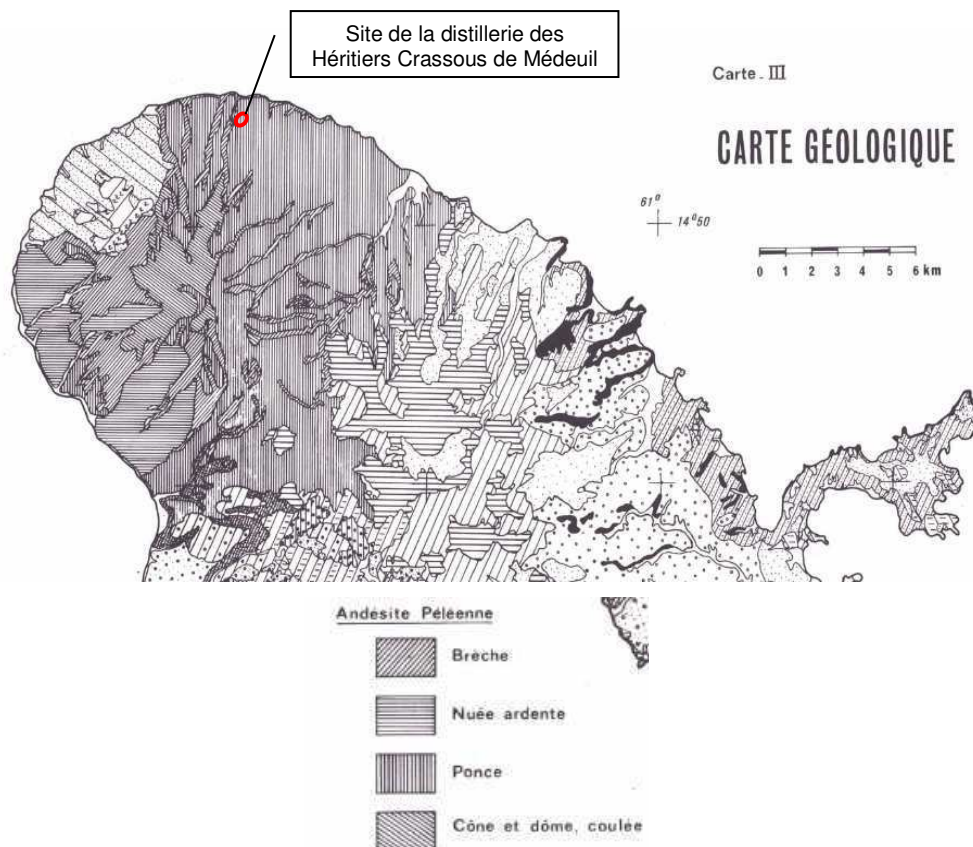 Site de la distillerie des
Héritiers Crassous de Médeuil
Carte - III
CARTE GÉOLOGIQUE
61°
14°50
0 1 2 3 4 5 6 km
Andésite Péléenne
Brèche
Nuée ardente
Ponce
Cône et dôme, coulée